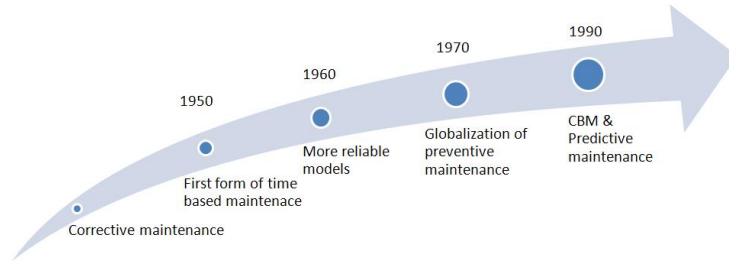 1950
1960
1970
1990
Corrective maintenance
First form of time
based maintenace
More reliable
models
Globalization of
preventive
maintenance
CBM &
Predictive
maintenance